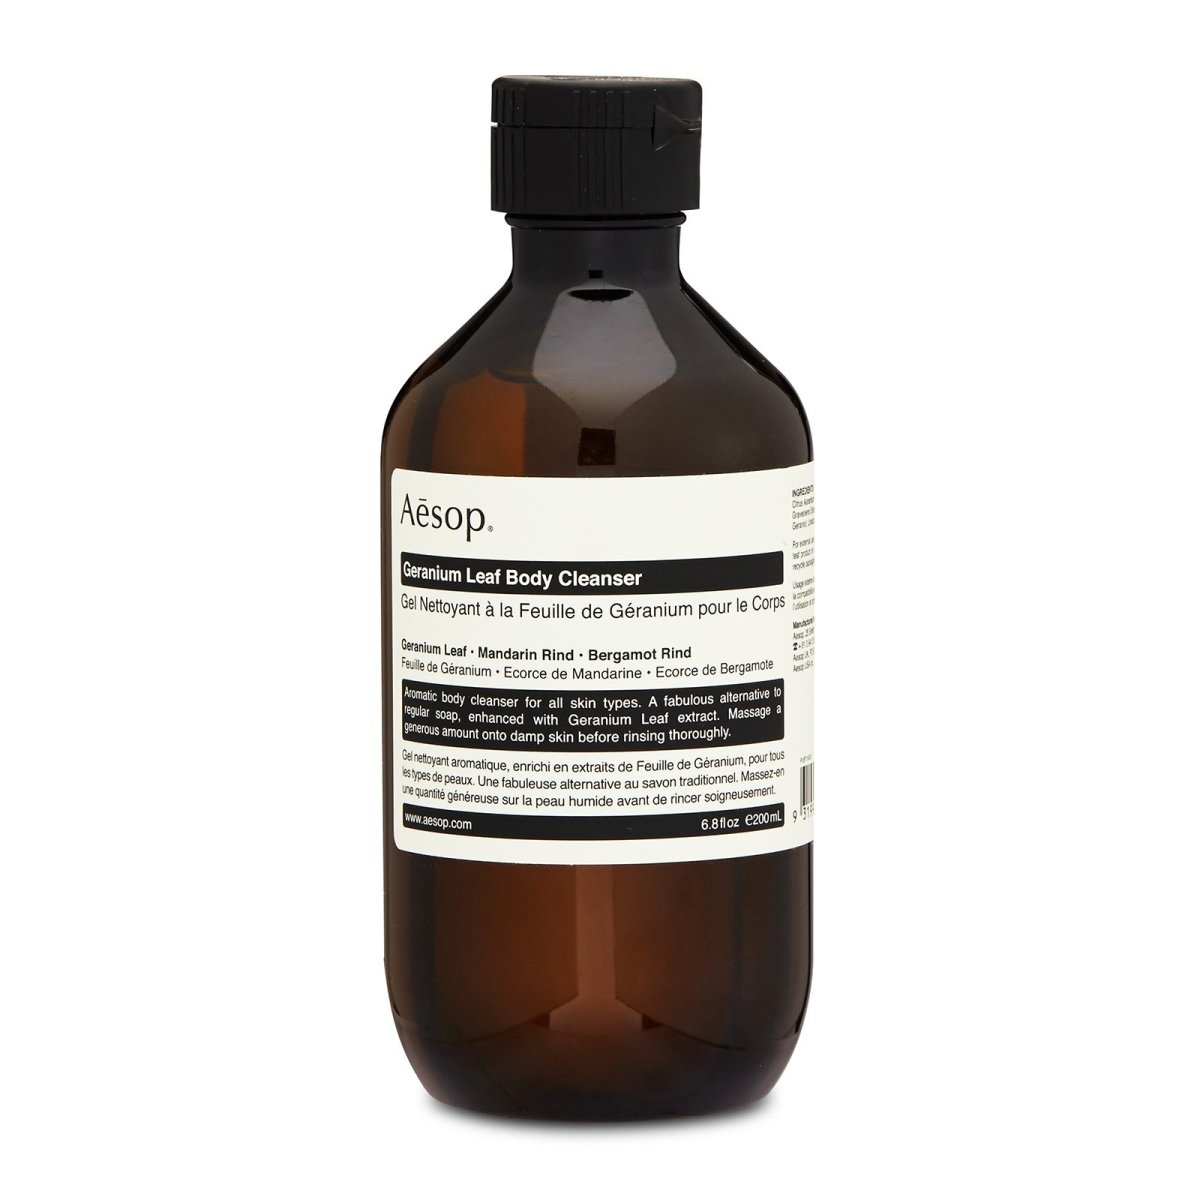 Aēsop®
Geranium Leaf Body Cleanser
Gel Nettoyant à la Feuille de Géranium pour le Corps
Geranium Leaf · Mandarin Rind · Bergamot Rind
Feuille de Géranium · Ecorce de Mandarine · Ecorce de Bergamote
Aromatic body cleanser for all skin types. A fabulous alternative to
regular soap, enhanced with Geranium Leaf extract. Massage a
generous amount onto damp skin before rinsing thoroughly.
Gel nettoyant aromatique, enrichi en extraits de Feuille de Géranium, pour tous
les types de peaux. Une fabuleuse alternative au savon traditionnel. Massez-en
une quantité généreuse sur la peau humide avant de rincer soigneusement.
www.aesop.com 6.8 fl oz ℮200mL